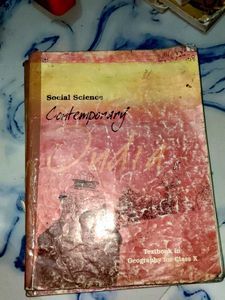 Social Science
Contemporary
India
Textbook in
Geography for Class X